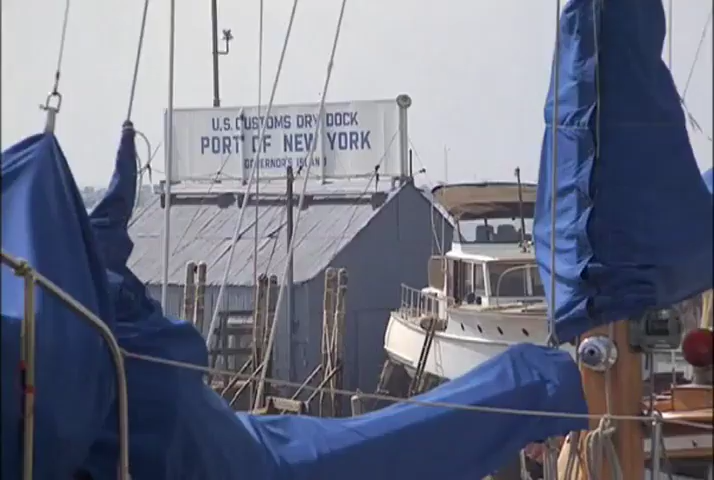 U.S. CUSTOMS DRY DOCK
PORT OF NEW YORK
GOVERNOR'S ISLAND